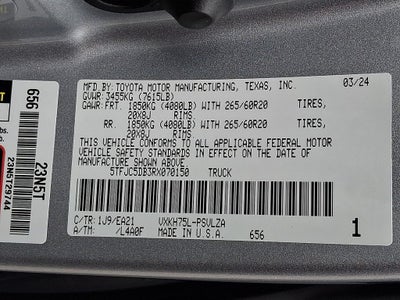 MFD.BY:TOYOTA MOTOR MANUFACTURING, TEXAS, INC. 03/24
GVWR:3455KG (7615LB)
GAWR:FRT. 1850KG (4080LB) WITH 265/60R20 TIRES,
20X8J RIMS.
RR. 1850KG (4080LB) WITH 265/60R20 TIRES,
20X8J RIMS.
THIS VEHICLE CONFORMS TO ALL APPLICABLE FEDERAL MOTOR
VEHICLE SAFETY STANDARDS IN EFFECT ON THE DATE OF
MANUFACTURE SHOWN ABOVE.
5TFJC5DB3RX070150 TRUCK
C/TR: 1J9/EA21 VXKH75L-PSVLZA
A/TM: /L4A0F MADE IN U.S.A. 656 1
656
23N5T
23N5T29744
lbs.